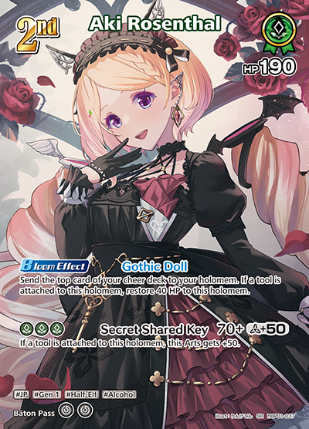 2nd
Aki Rosenthal
HP 190
Bloom Effect Gothic Doll
Send the top card of your cheer deck to your holomem. If a tool is
attached to this holomem, restore 40 HP to this holomem.
Secret Shared Key 70+ +50
If a tool is attached to this holomem, this Arts gets +50.
#JP #Gen 1 #Half-Elf #Alcohol
Baton Pass